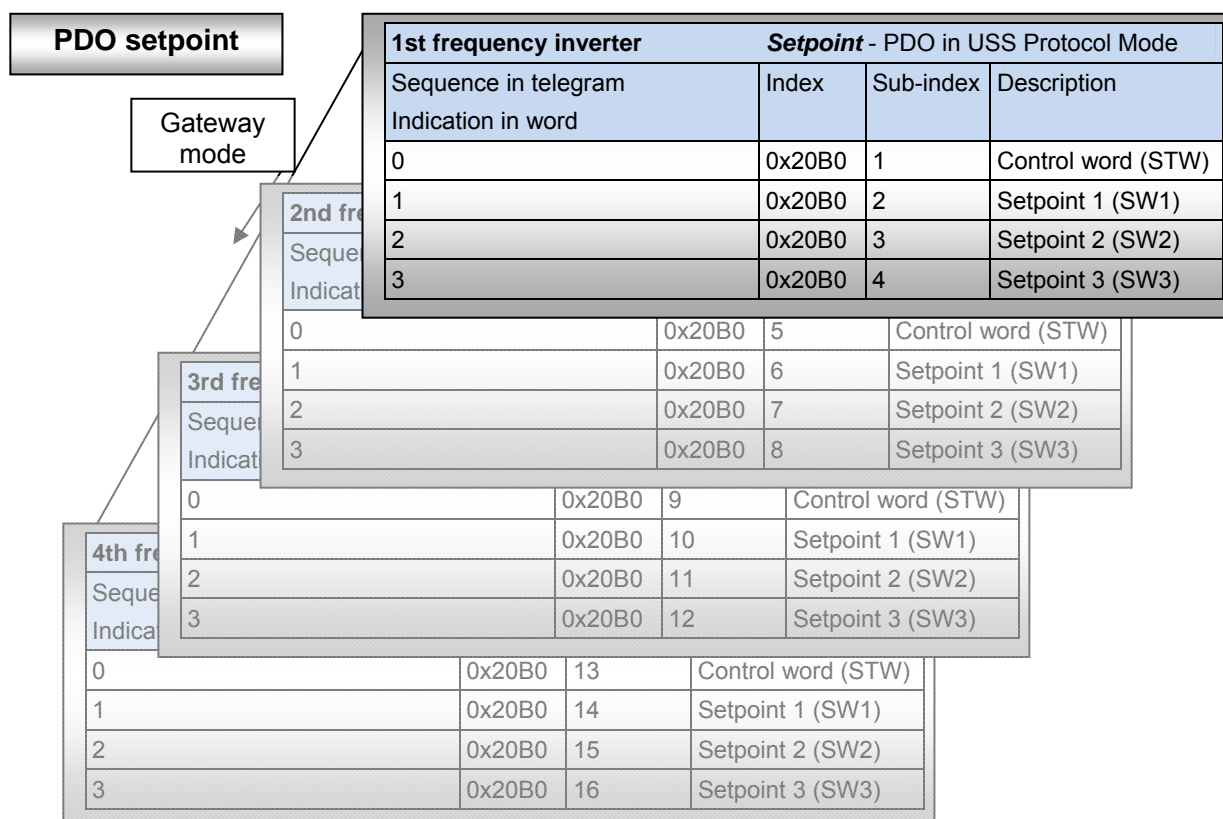 PDO setpoint
Gateway
mode
1st frequency inverter Setpoint - PDO in USS Protocol Mode
Sequence in telegram
Indication in word Index Sub-index Description
0 0x20B0 1 Control word (STW)
1 0x20B0 2 Setpoint 1 (SW1)
2 0x20B0 3 Setpoint 2 (SW2)
3 0x20B0 4 Setpoint 3 (SW3)
2nd fre
Seque
Indicat
0 0x20B0 5 Control word (STW)
1 0x20B0 6 Setpoint 1 (SW1)
2 0x20B0 7 Setpoint 2 (SW2)
3 0x20B0 8 Setpoint 3 (SW3)
3rd fre
Seque
Indicat
0 0x20B0 9 Control word (STW)
1 0x20B0 10 Setpoint 1 (SW1)
2 0x20B0 11 Setpoint 2 (SW2)
3 0x20B0 12 Setpoint 3 (SW3)
4th fre
Seque
Indica
0 0x20B0 13 Control word (STW)
1 0x20B0 14 Setpoint 1 (SW1)
2 0x20B0 15 Setpoint 2 (SW2)
3 0x20B0 16 Setpoint 3 (SW3)